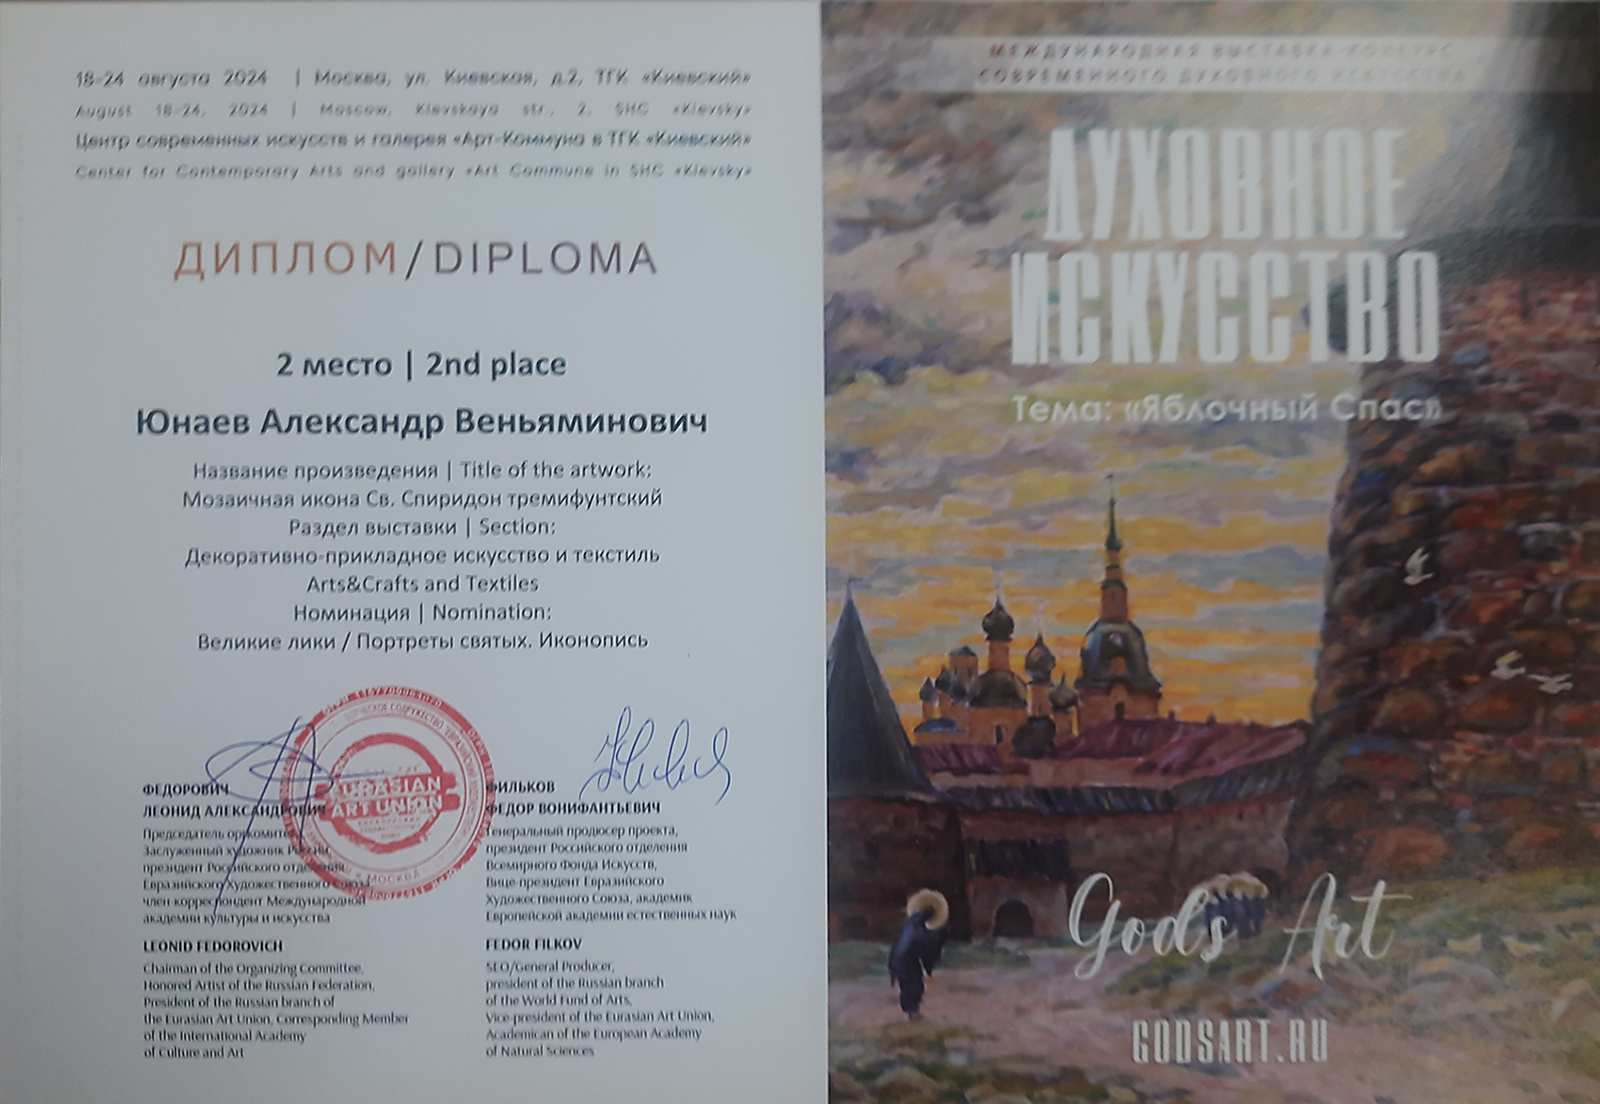 18-24 августа 2024 | Москва, ул. Киевская, д.2, ТГК «Киевский»
August 18-24, 2024 | Moscow, Kievskaya str., 2, SHC «Kievsky»
Центр современных искусств и галерея «Арт-Коммуна в ТГК «Киевский»
Center for Contemporary Arts and gallery «Art Commune in SHC «Kievsky»
ДИПЛОМ/DIPLOMA
2 место | 2nd place
Юнаев Александр Веньяминович
Название произведения | Title of the artwork:
Мозаичная икона Св. Спиридон тремифунтский
Раздел выставки | Section:
Декоративно-прикладное искусство и текстиль
Arts&Crafts and Textiles
Номинация | Nomination:
Великие лики / Портреты святых. Иконопись
EURASIAN
ART UNION
МОСКВА
ФЕДОРОВИЧ
ЛЕОНИД АЛЕКСАНДРОВИЧ
Председатель оргкомитета,
Заслуженный художник России,
президент Российского отделения
Евразийского Художественного Союза,
член-корреспондент Международной
академии культуры и искусства
LEONID FEDOROVICH
Chairman of the Organizing Committee,
Honored Artist of the Russian Federation,
President of the Russian branch of
the Eurasian Art Union, Corresponding Member
of the International Academy
of Culture and Art
ФИЛЬКОВ
ФЕДОР ВОНИФАНТЬЕВИЧ
Генеральный продюсер проекта,
президент Российского отделения
Всемирного Фонда Искусств,
Вице-президент Евразийского
Художественного Союза, академик
Европейской академии естественных наук
FEDOR FILKOV
SEO/General Producer,
president of the Russian branch
of the World Fund of Arts,
Vice-president of the Eurasian Art Union,
Academican of the European Academy
of Natural Sciences
МЕЖДУНАРОДНАЯ ВЫСТАВКА-КОНКУРС
СОВРЕМЕННОГО ДУХОВНОГО ИСКУССТВА
ДУХОВНОЕ
ИСКУССТВО
Тема: «Яблочный Спас»
God's Art
GODSART.RU